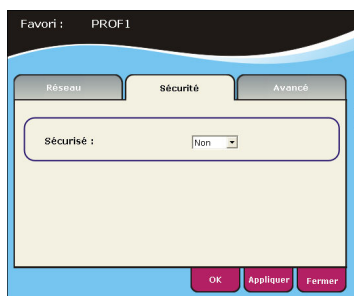 Favori : PROF1
Réseau Sécurité Avancé
Sécurisé : Non
OK Appliquer Fermer